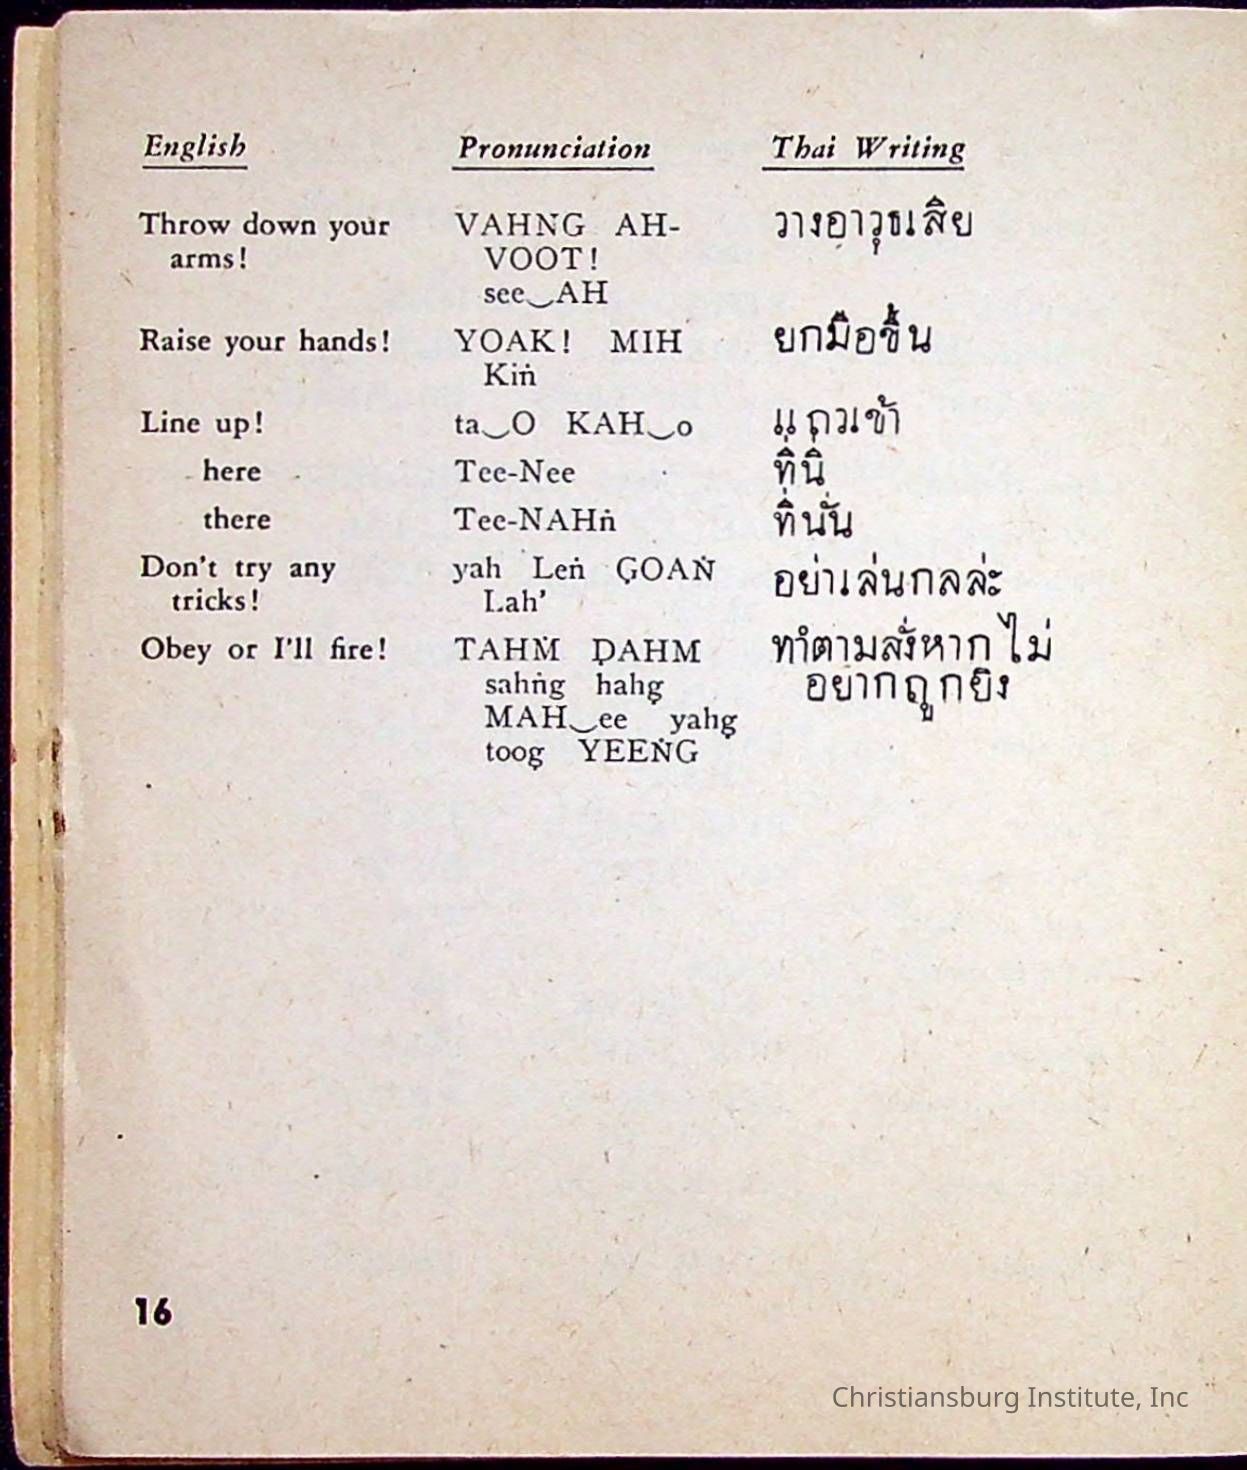 English Pronunciation Thai Writing
Throw down your VAHNG AH- วางอาวุธเสีย
arms! VOOT!
see‿AH
Raise your hands! YOAK! MIH ยกมือขึ้น
Kiṅ
Line up! ta‿O KAH‿o แถวเข้า
here Tee-Nee ที่นี่
there Tee-NAHṅ ที่นั่น
Don't try any yah Leṅ G̣OAṄ อย่าเล่นกลล่ะ
tricks! Lah'
Obey or I'll fire! TAHṀ ḌAHM ทำตามสั่งหากไม่
sahṅg hahg̣ อยากถูกยิง
MAH‿ee yahg̣
toog̣ YEEṄG
16
Christiansburg Institute, Inc